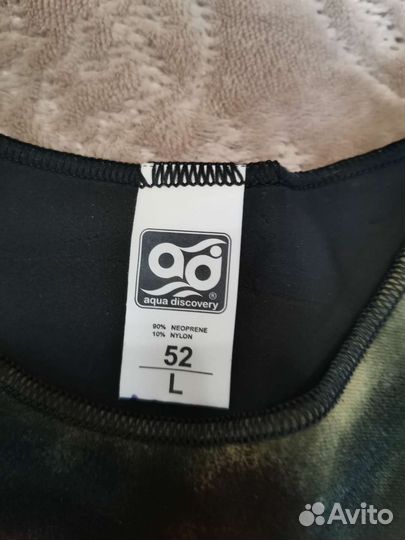 ad
aqua discovery
®
90% NEOPRENE
10% NYLON
52
L
Avito